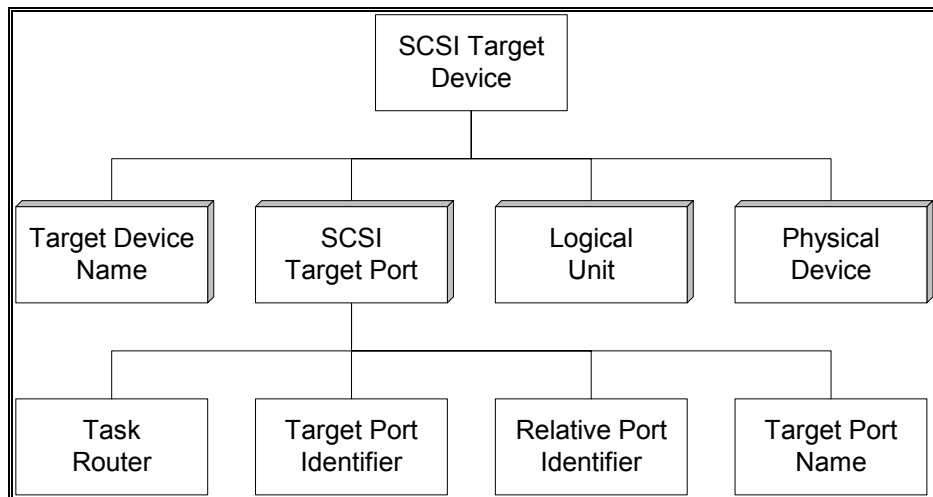 SCSI Target
Device
Target Device
Name
SCSI
Target Port
Logical
Unit
Physical
Device
Task
Router
Target Port
Identifier
Relative Port
Identifier
Target Port
Name